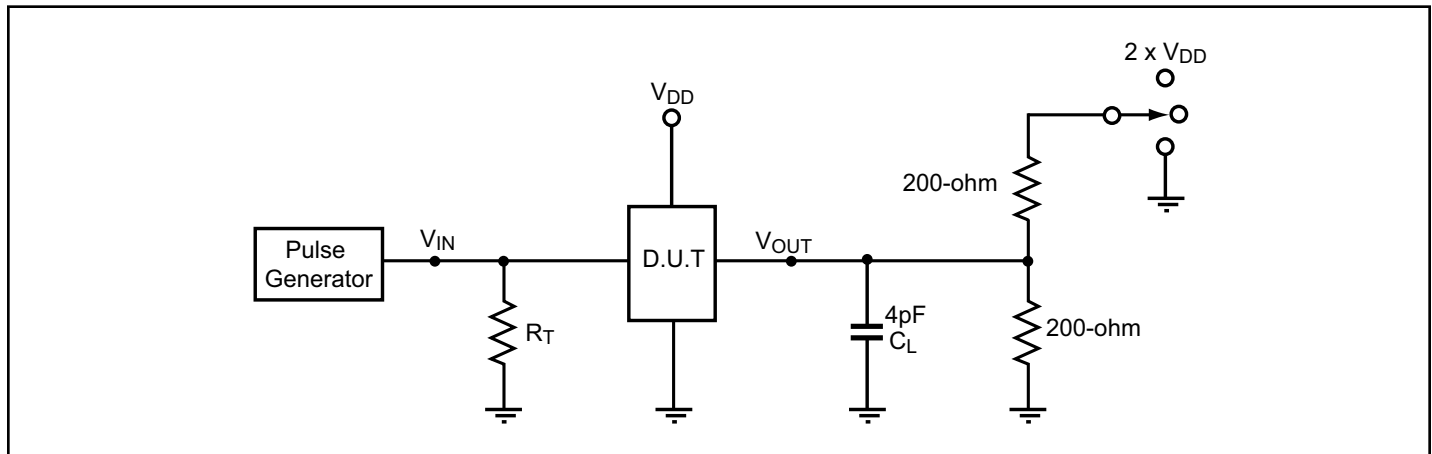 2 x VDD
VDD
200-ohm
Pulse
Generator
VIN
D.U.T
VOUT
RT
4pF
CL
200-ohm